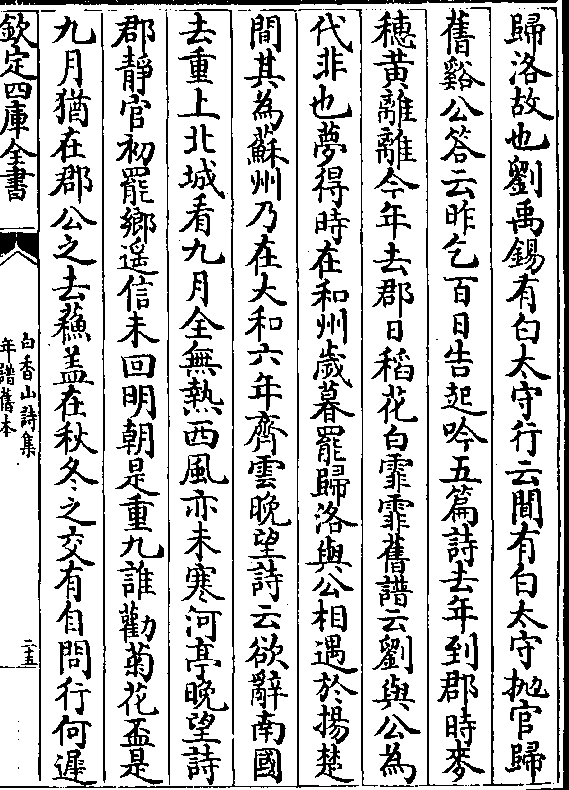 歸洛故也劉禹錫有白太守行云聞有白太守抛官歸
舊谿公答云昨乞百日告起吟五篇詩去年到郡時麥
穗黃離離今年去郡日稻花白霏霏舊譜云劉與公為
代非也夢得時在和州歲暮罷歸洛與公相遇於揚楚
間其為蘇州乃在大和六年齊雲晚望詩云欲辭南國
去重上北城看九月全無熱西風亦未寒河亭晚望詩
郡靜官初罷鄉遥信未回明朝是重九誰勸菊花盃是
九月猶在郡公之去蘓盖在秋冬之交有自問行何遲
欽定四庫全書
白香山詩集
年譜舊本
二五